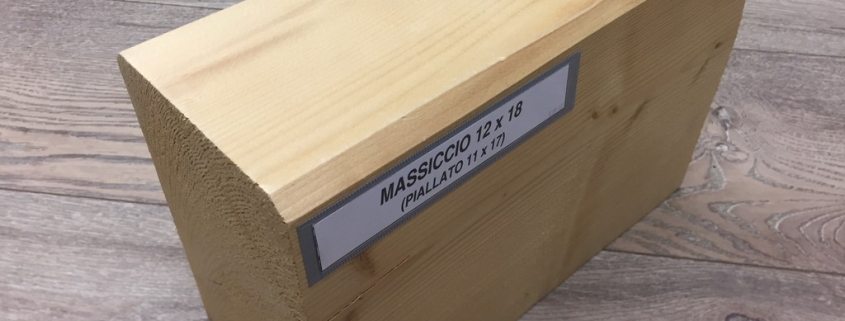 MASSICCIO 12 x 18
(PIALLATO 11 x 17)